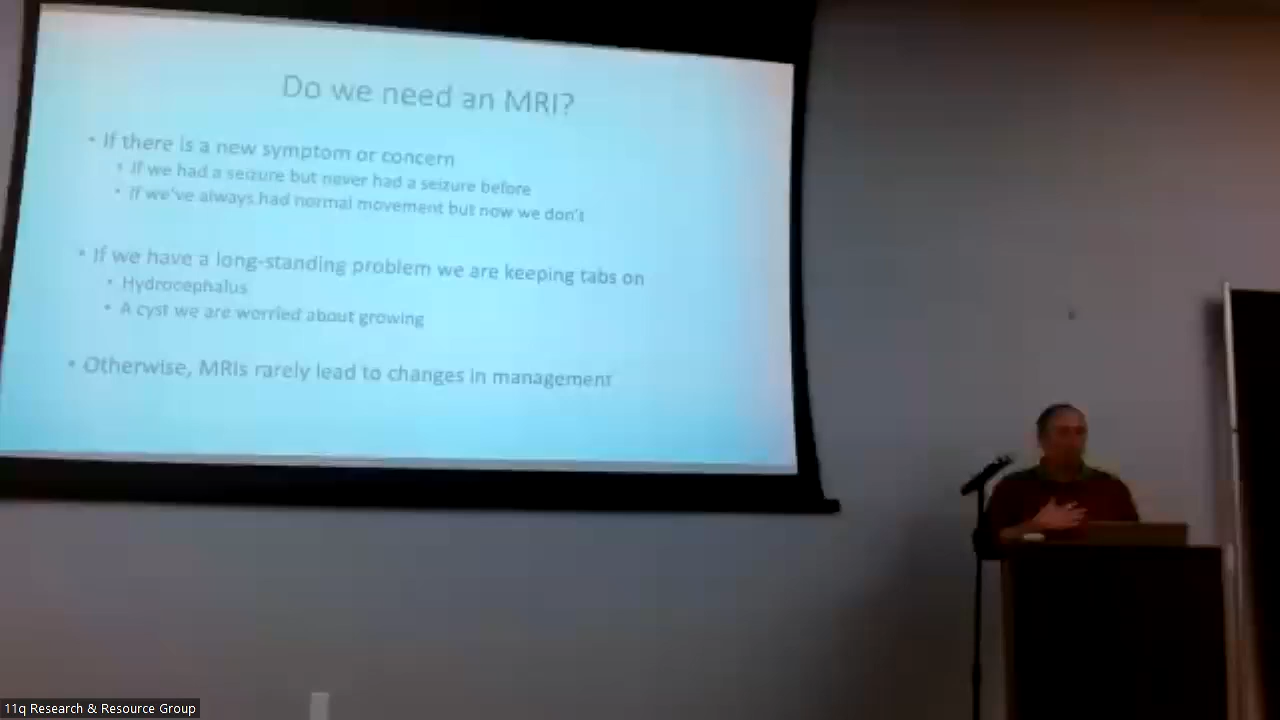 Do we need an MRI?
• If there is a new symptom or concern
• If we had a seizure but never had a seizure before
• If we've always had normal movement but now we don't
• If we have a long-standing problem we are keeping tabs on
• Hydrocephalus
• A cyst we are worried about growing
• Otherwise, MRIs rarely lead to changes in management
11q Research & Resource Group